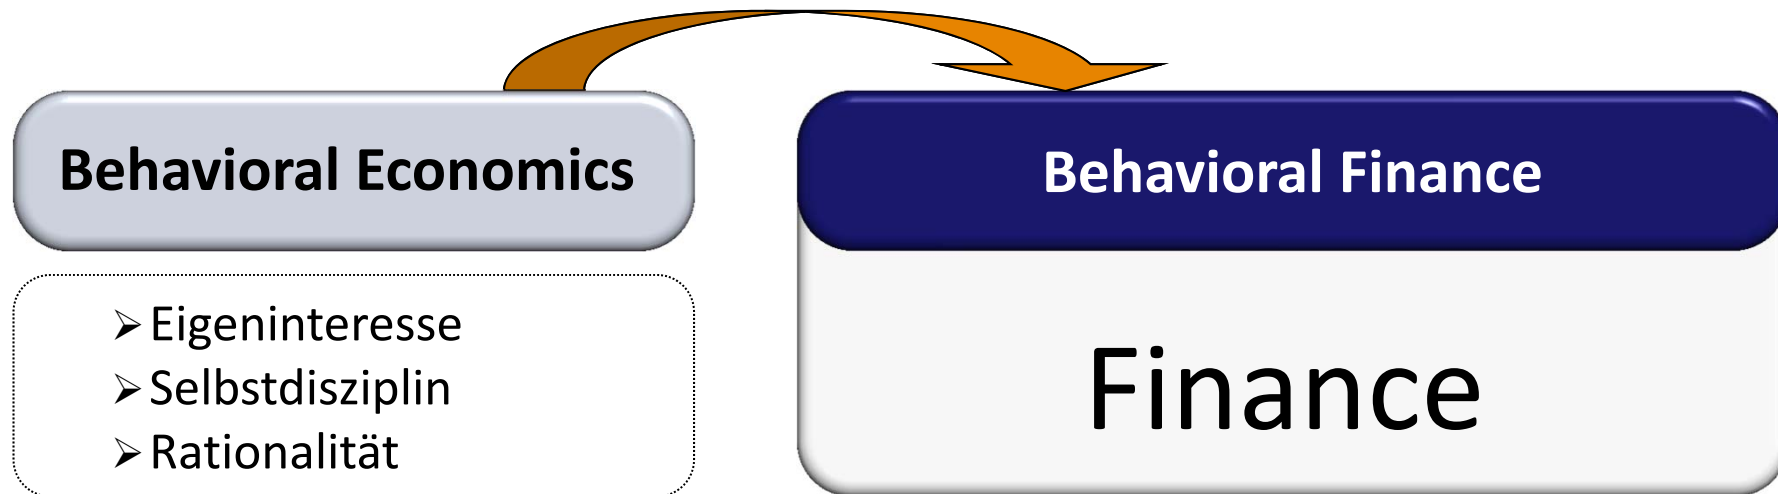 Behavioral Economics
➢ Eigeninteresse
➢ Selbstdisziplin
➢ Rationalität
Behavioral Finance
Finance